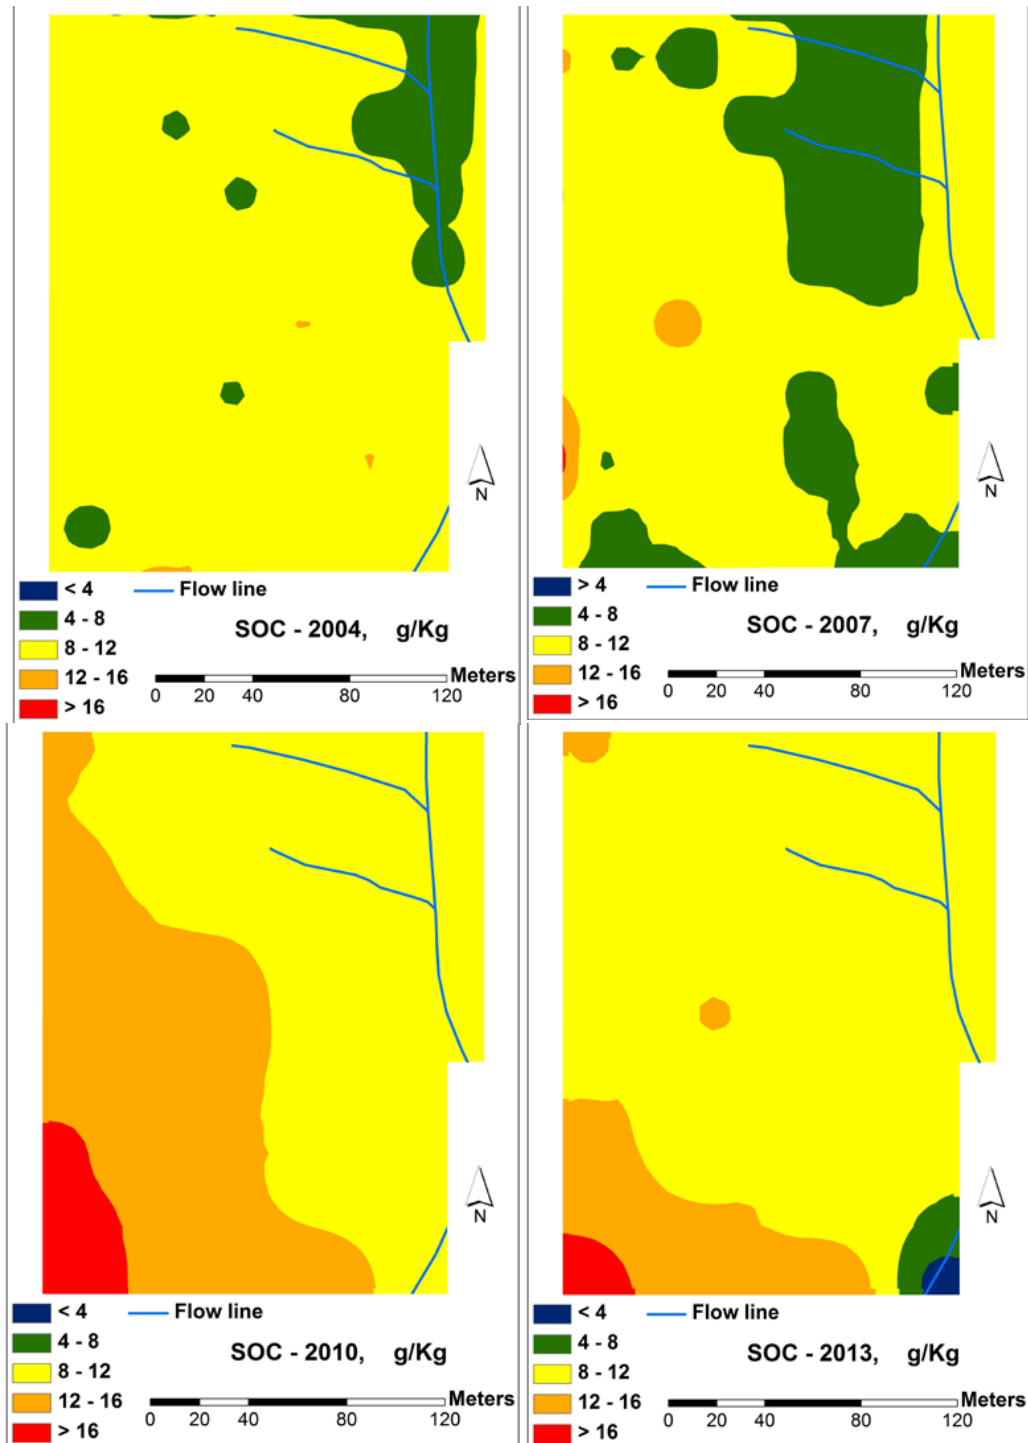 N
< 4 Flow line
4 - 8
8 - 12
12 - 16
> 16
SOC - 2004, g/Kg
Meters
0 20 40 80 120
N
> 4 Flow line
4 - 8
8 - 12
12 - 16
> 16
SOC - 2007, g/Kg
Meters
0 20 40 80 120
N
< 4 Flow line
4 - 8
8 - 12
12 - 16
> 16
SOC - 2010, g/Kg
Meters
0 20 40 80 120
N
< 4 Flow line
4 - 8
8 - 12
12 - 16
> 16
SOC - 2013, g/Kg
Meters
0 20 40 80 120